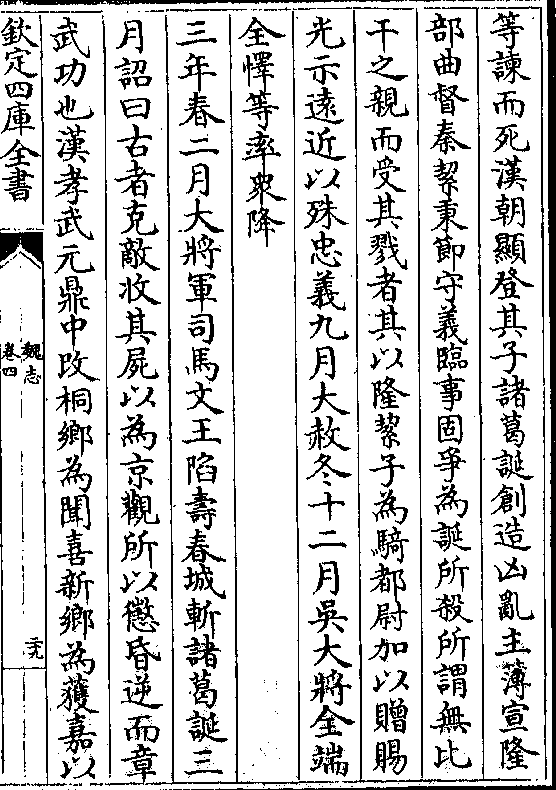 等諫而死漢朝顯登其子諸葛誕創造凶亂主簿宣隆
部曲督秦絜秉節守義臨事固爭為誕所殺所謂無比
干之親而受其戮者其以隆絜子為騎都尉加以贈賜
光示遠近以殊忠義九月大赦冬十二月吳大將全端
全懌等率衆降
三年春二月大將軍司馬文王陷壽春城斬諸葛誕三
月詔曰古者克敵收其屍以為京觀所以懲昏逆而章
武功也漢孝武元鼎中改桐鄉為聞喜新鄉為獲嘉以
欽定四庫全書
魏志
卷四
三九